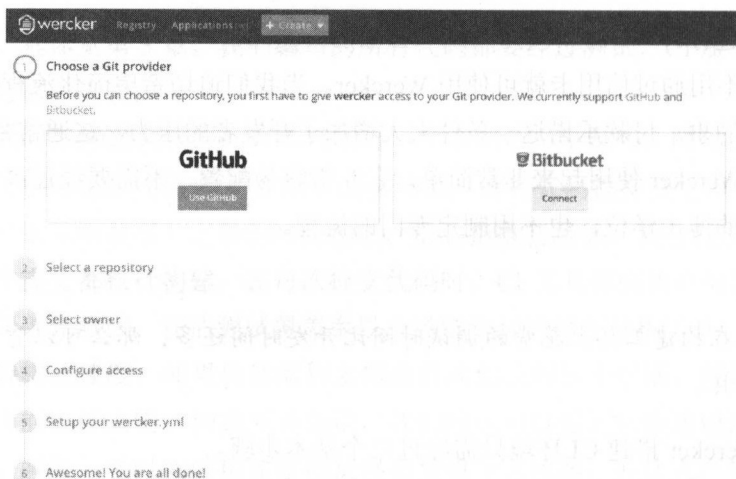 wercker Registry Applications + Create
1 Choose a Git provider
Before you can choose a repository, you first have to give wercker access to your Git provider. We currently support GitHub and
Bitbucket.
GitHub
Bitbucket
Use GitHub
Connect
2 Select a repository
3 Select owner
4 Configure access
5 Setup your wercker.yml
6 Awesome! You are all done!